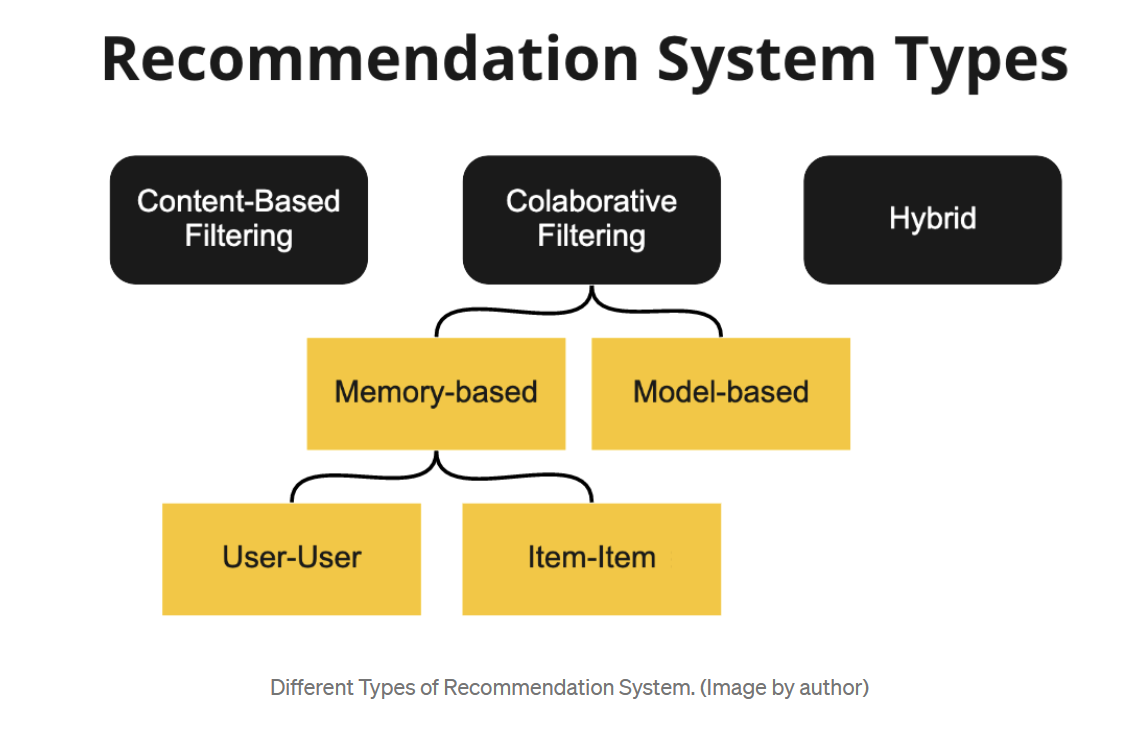 Recommendation System Types
Content-Based
Filtering
Colaborative
Filtering
Hybrid
Memory-based
Model-based
User-User
Item-Item
Different Types of Recommendation System. (Image by author)